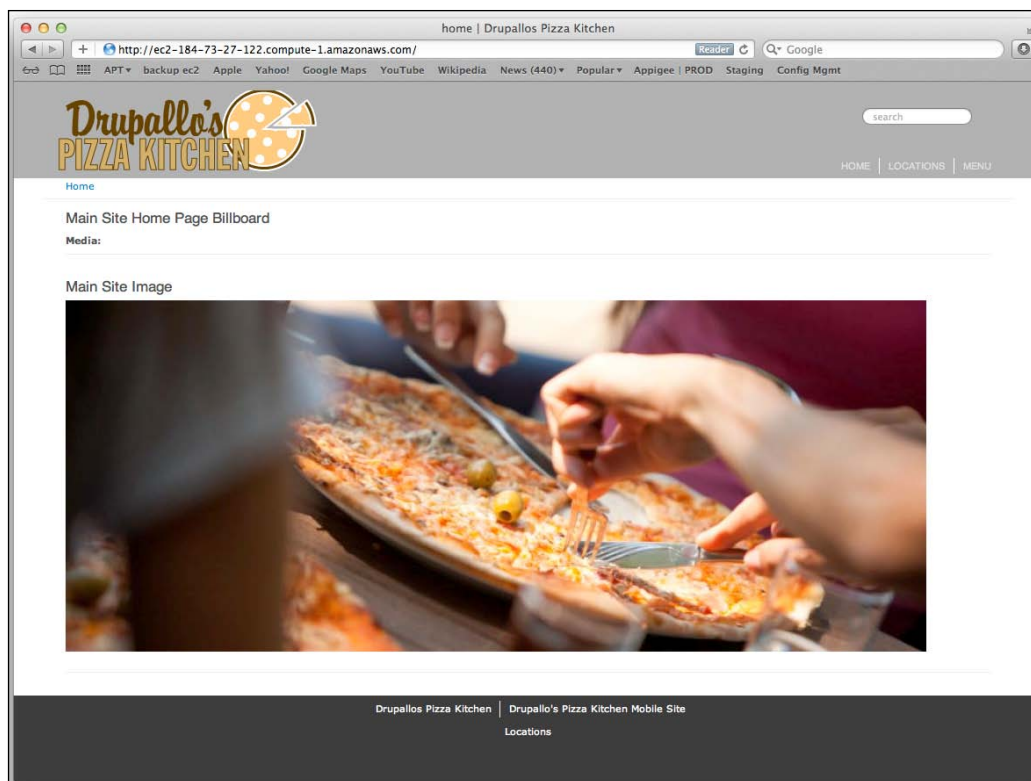 home | Drupallos Pizza Kitchen
http://ec2-184-73-27-122.compute-1.amazonaws.com/
Reader
Google
APT backup ec2 Apple Yahoo! Google Maps YouTube Wikipedia News (440) Popular Appigee | PROD Staging Config Mgmt
Drupallo's
PIZZA KITCHEN
search
HOME | LOCATIONS | MENU
Home
Main Site Home Page Billboard
Media:
Main Site Image
Drupallos Pizza Kitchen | Drupallo's Pizza Kitchen Mobile Site
Locations